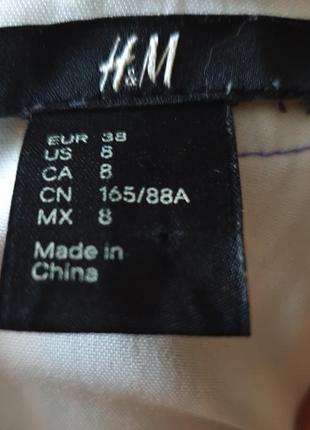 H&M
EUR 38
US 8
CA 8
CN 165/88A
MX 8
Made in
China